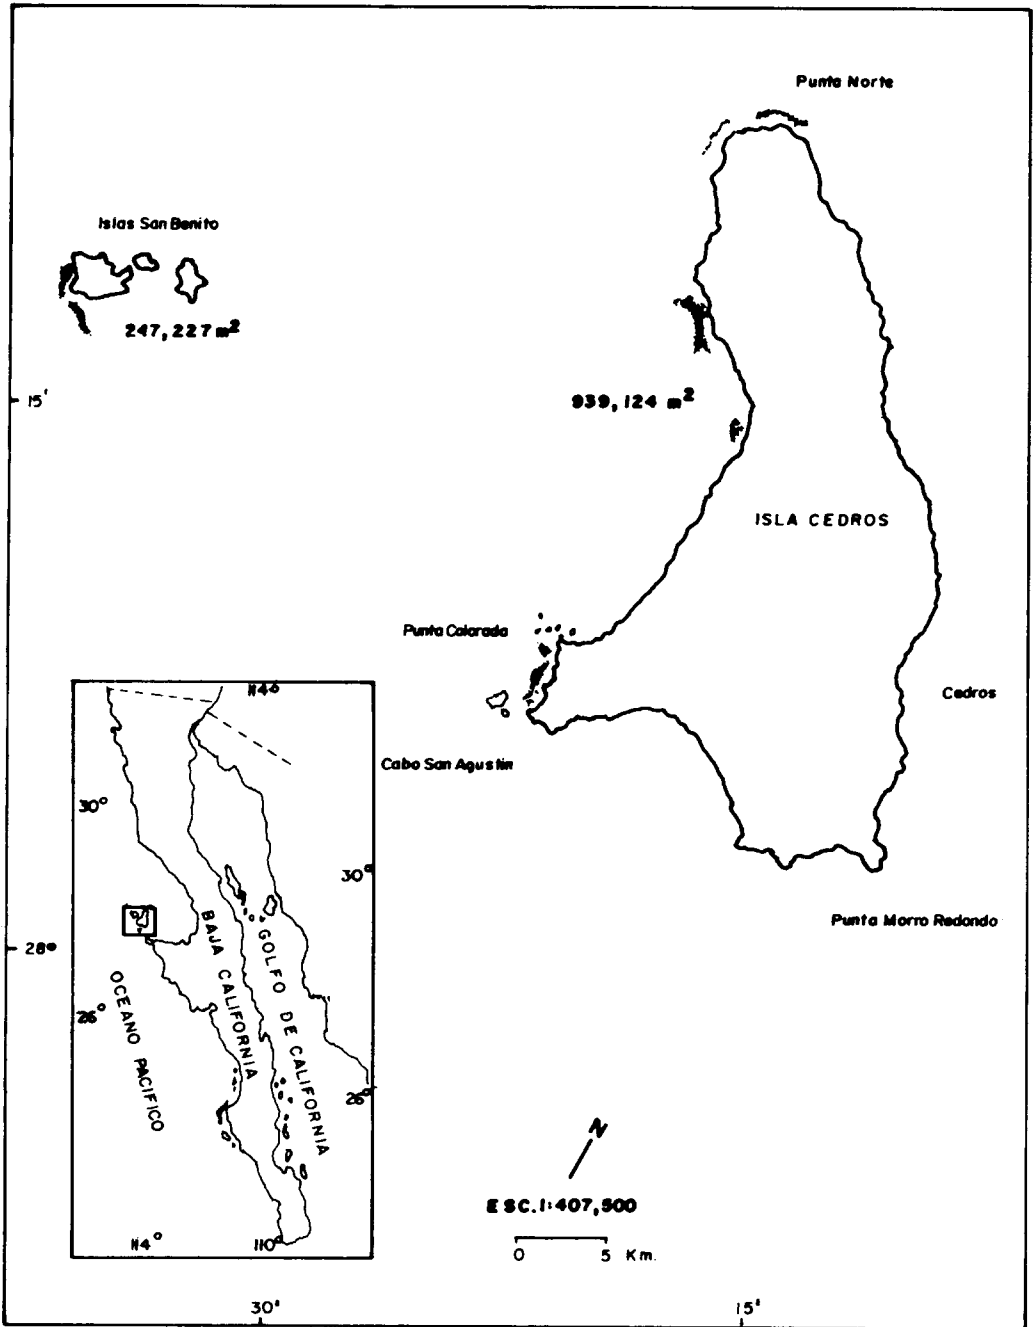 Punta Norte
Islas San Benito
247,227 m²
15'
939,124 m²
ISLA CEDROS
Punta Colorada
Cedros
Cabo San Agustin
114°
30°
30°
BAJA CALIFORNIA
GOLFO DE CALIFORNIA
OCEANO PACIFICO
26°
26°
114°
110°
Punta Morro Redondo
28°
N
ESC. 1:407,500
0 5 Km.
30'
15'